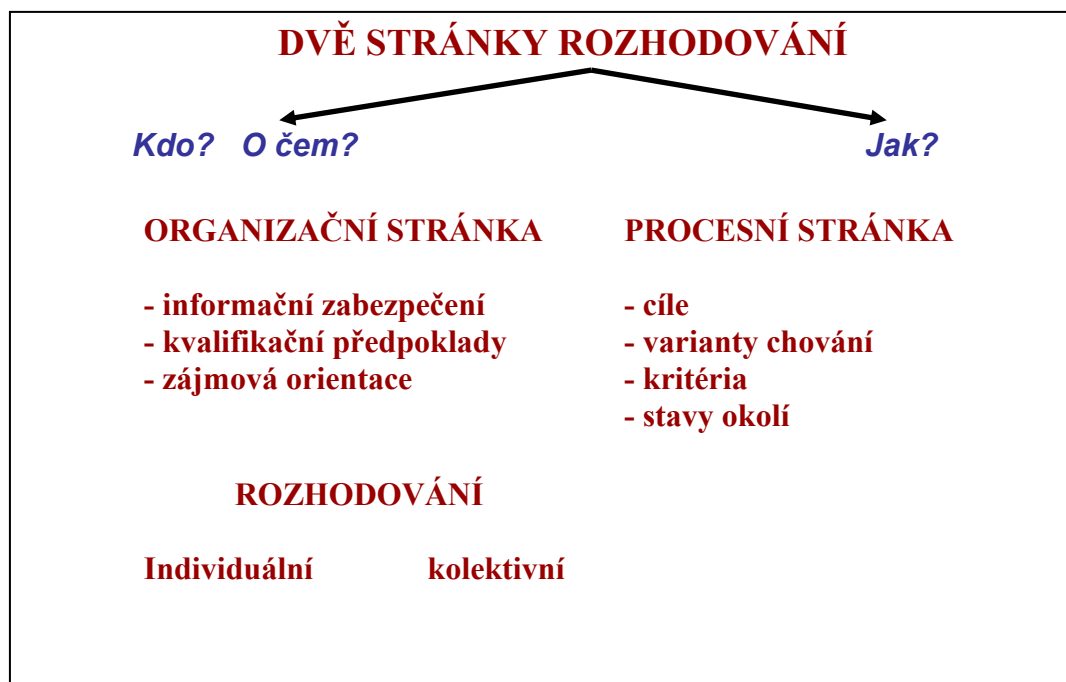 DVĚ STRÁNKY ROZHODOVÁNÍ
Kdo? O čem?
Jak?
ORGANIZAČNÍ STRÁNKA
- informační zabezpečení
- kvalifikační předpoklady
- zájmová orientace
PROCESNÍ STRÁNKA
- cíle
- varianty chování
- kritéria
- stavy okolí
ROZHODOVÁNÍ
Individuální kolektivní